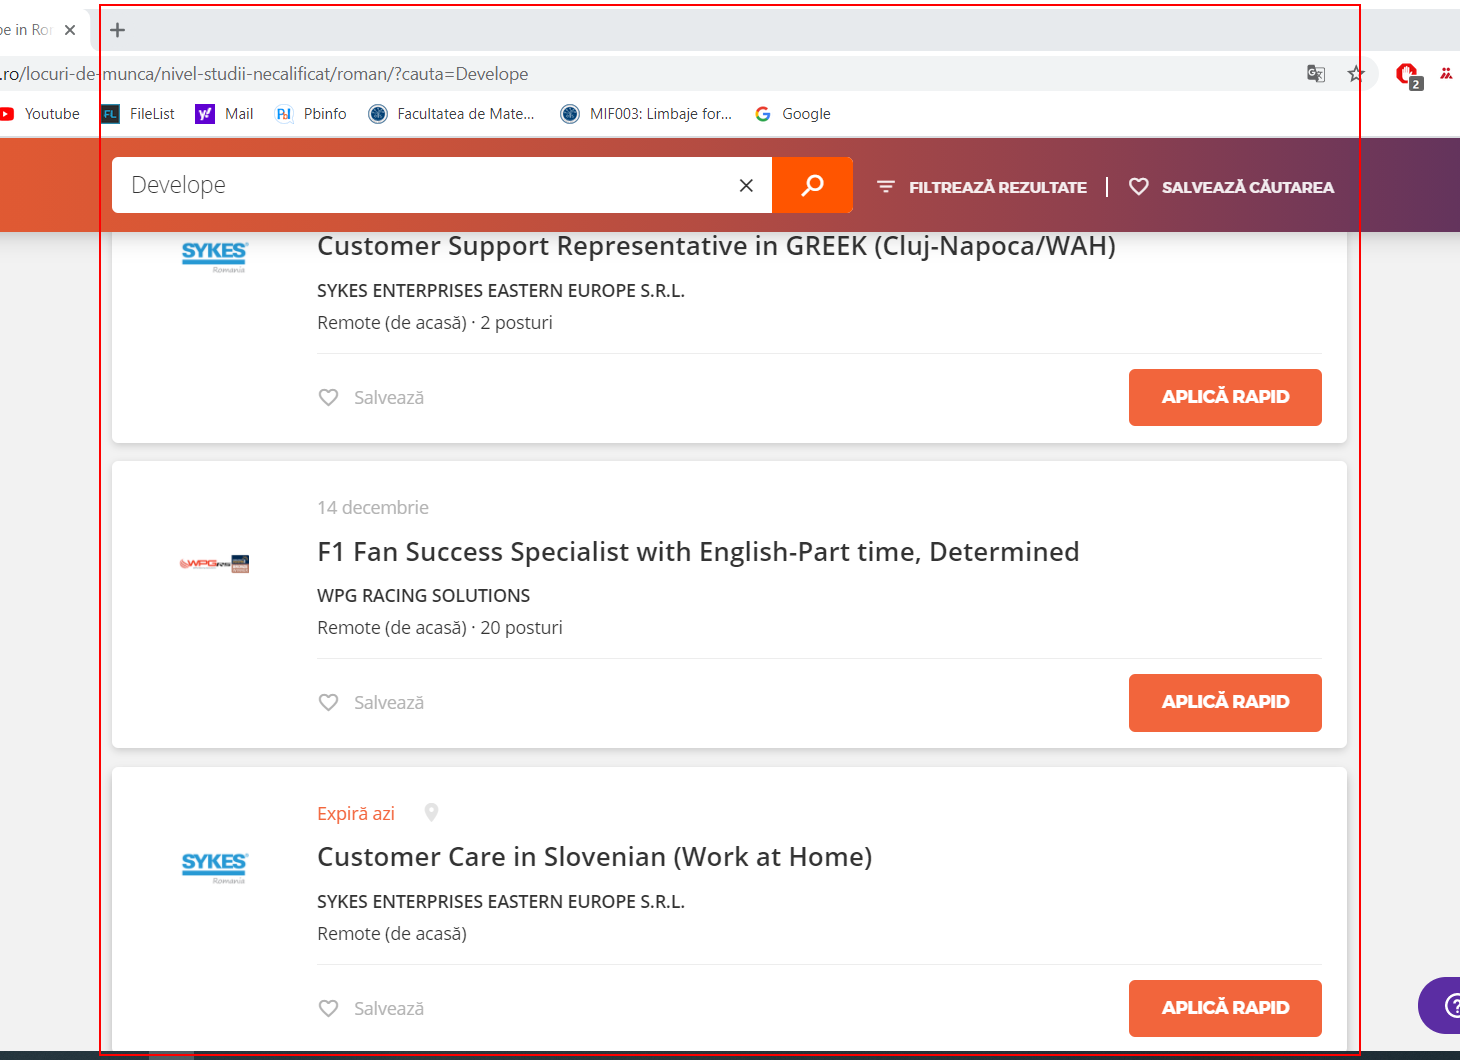 pe in Ror
.ro/locuri-de-munca/nivel-studii-necalificat/roman/?cauta=Develope
2
Youtube FileList Mail Pbinfo Facultatea de Mate... MIF003: Limbaje for... Google
Develope FILTREAZĂ REZULTATE SALVEAZĂ CĂUTAREA
SYKES
Romania
Customer Support Representative in GREEK (Cluj-Napoca/WAH)
SYKES ENTERPRISES EASTERN EUROPE S.R.L.
Remote (de acasă) · 2 posturi
Salvează APLICĂ RAPID
14 decembrie
WPG RS
F1 Fan Success Specialist with English-Part time, Determined
WPG RACING SOLUTIONS
Remote (de acasă) · 20 posturi
Salvează APLICĂ RAPID
Expiră azi
SYKES
Romania
Customer Care in Slovenian (Work at Home)
SYKES ENTERPRISES EASTERN EUROPE S.R.L.
Remote (de acasă)
Salvează APLICĂ RAPID